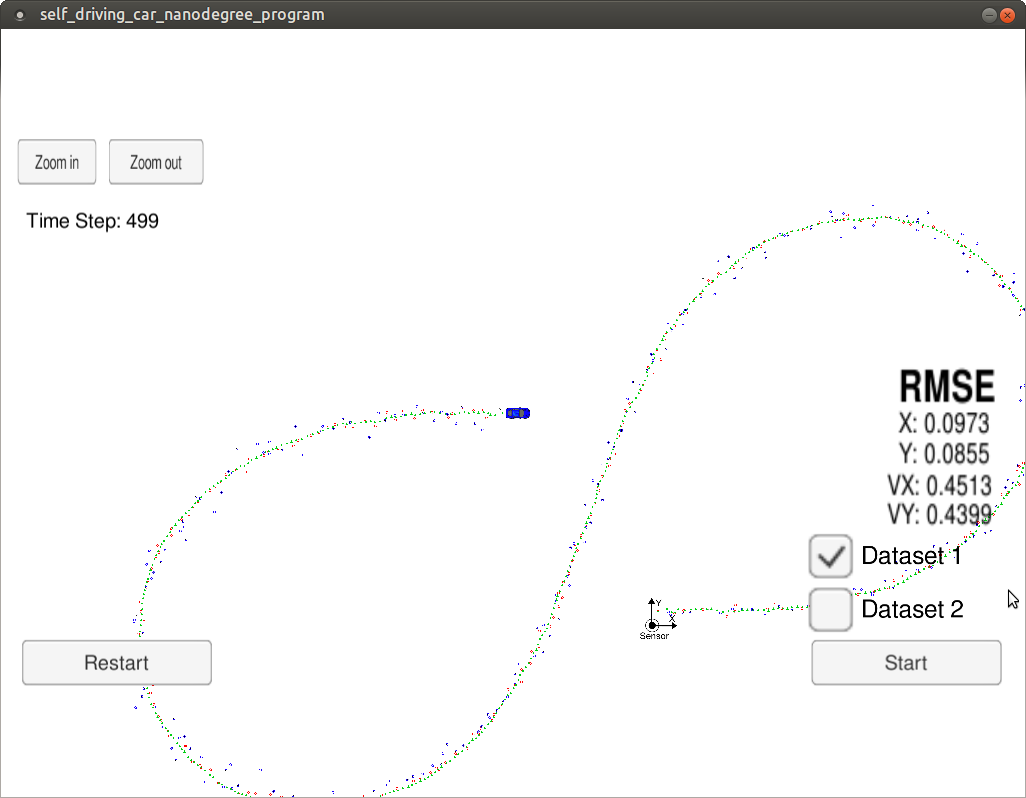 self_driving_car_nanodegree_program
Zoom in
Zoom out
Time Step: 499
RMSE
X: 0.0973
Y: 0.0855
VX: 0.4513
VY: 0.4399
Dataset 1
Dataset 2
Y
X
Sensor
Restart
Start